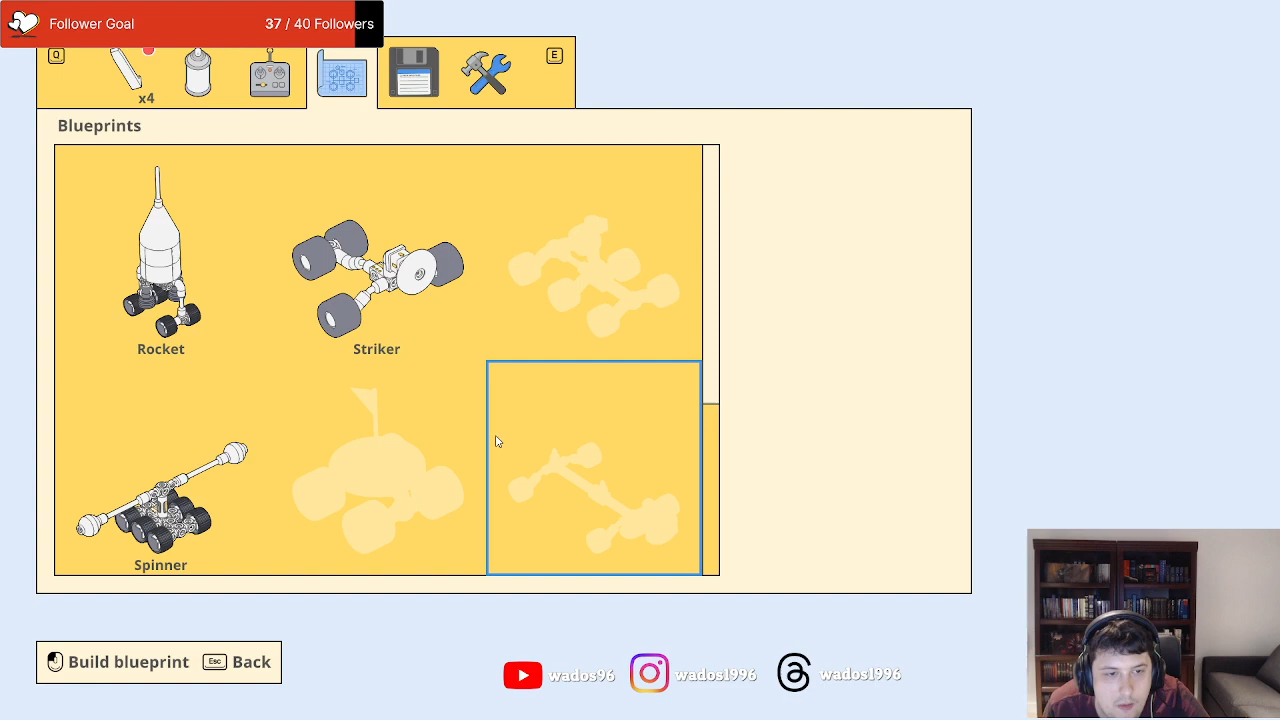 Follower Goal 37 / 40 Followers
Q E
x4
Blueprints
Rocket Striker
Spinner
Build blueprint Esc Back
wados96 wados1996 wados1996